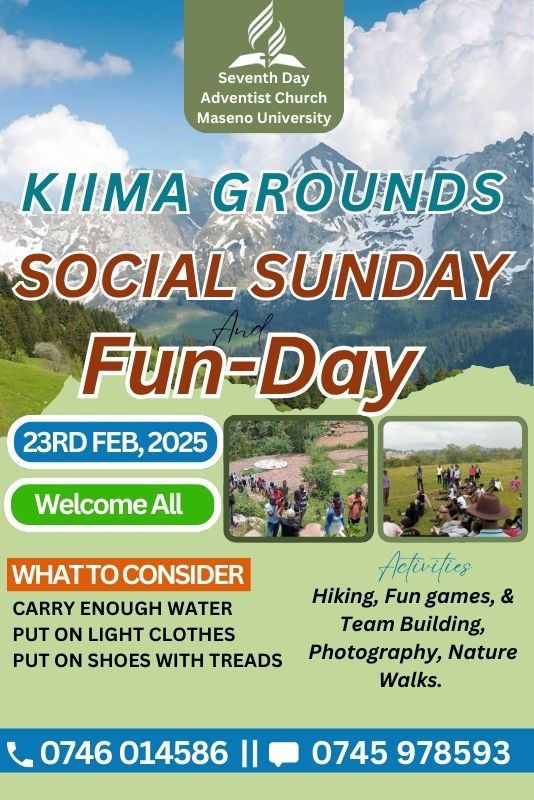 Seventh Day
Adventist Church
Maseno University
KIIMA GROUNDS
SOCIAL SUNDAY
And
Fun-Day
23RD FEB, 2025
Welcome All
WHAT TO CONSIDER
CARRY ENOUGH WATER
PUT ON LIGHT CLOTHES
PUT ON SHOES WITH TREADS
Activities
Hiking, Fun games, &
Team Building,
Photography, Nature
Walks.
0746 014586 || 0745 978593